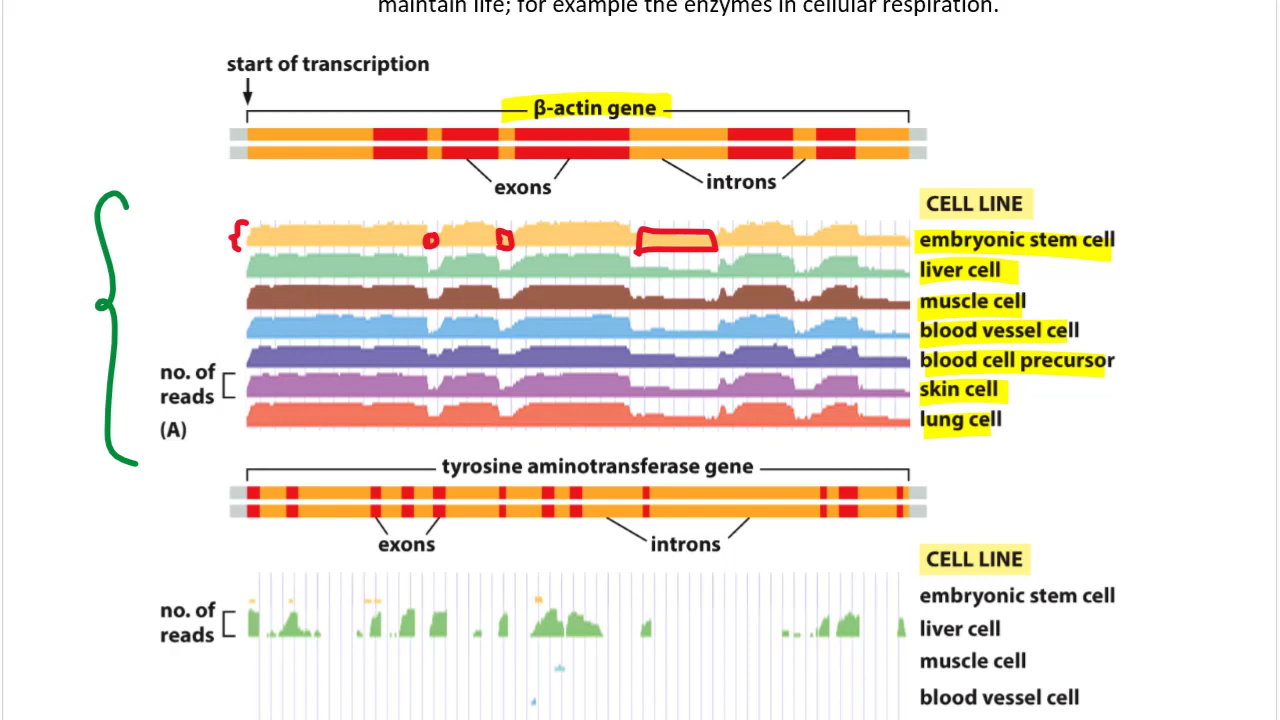 maintain life; for example the enzymes in cellular respiration.
start of transcription
β-actin gene
exons
introns
CELL LINE
embryonic stem cell
liver cell
muscle cell
blood vessel cell
blood cell precursor
no. of
reads
skin cell
lung cell
(A)
tyrosine aminotransferase gene
exons
introns
CELL LINE
embryonic stem cell
no. of
reads
liver cell
muscle cell
blood vessel cell